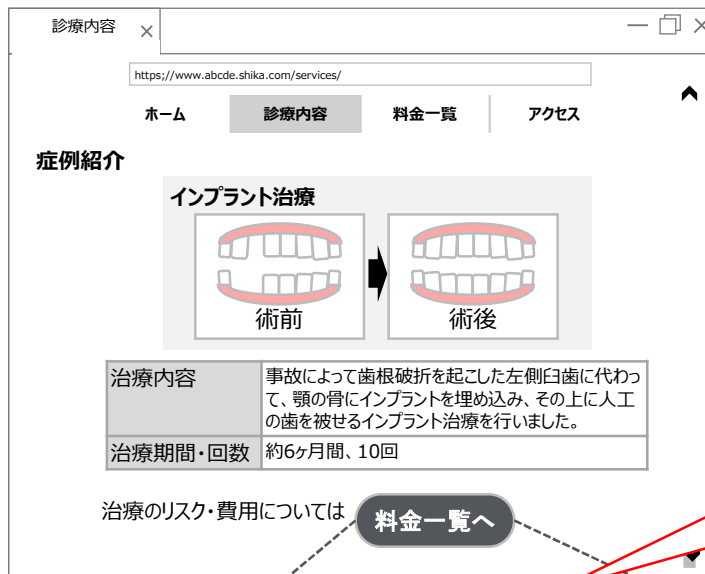 診療内容
https://www.abcde.shika.com/services/
ホーム 診療内容 料金一覧 アクセス
症例紹介
インプラント治療
術前 術後
治療内容 事故によって歯根破折を起こした左側臼歯に代わっ
て、顎の骨にインプラントを埋め込み、その上に人工
の歯を被せるインプラント治療を行いました。
治療期間・回数 約6ヶ月間、10回
治療のリスク・費用については 料金一覧へ